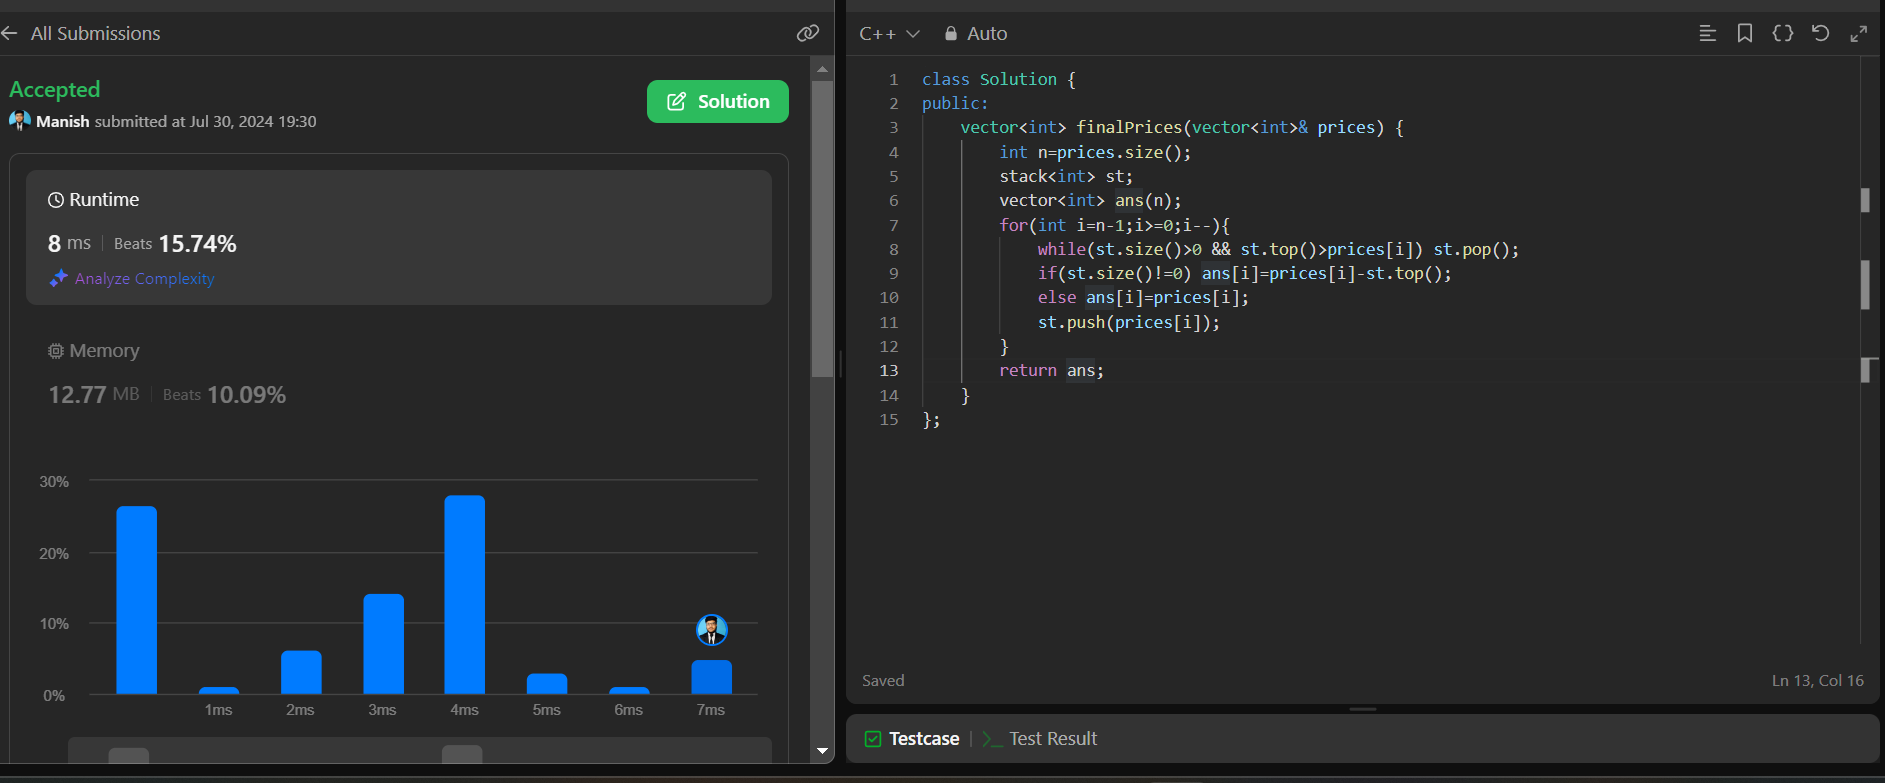 All Submissions
Accepted
Solution
Manish submitted at Jul 30, 2024 19:30
Runtime
8 ms | Beats 15.74%
Analyze Complexity
Memory
12.77 MB | Beats 10.09%
30%
20%
10%
0%
1ms 2ms 3ms 4ms 5ms 6ms 7ms
C++ Auto
1 class Solution {
2 public:
3     vector<int> finalPrices(vector<int>& prices) {
4         int n=prices.size();
5         stack<int> st;
6         vector<int> ans(n);
7         for(int i=n-1;i>=0;i--){
8             while(st.size()>0 && st.top()>prices[i]) st.pop();
9             if(st.size()!=0) ans[i]=prices[i]-st.top();
10             else ans[i]=prices[i];
11             st.push(prices[i]);
12         }
13         return ans;
14     }
15 };
Saved
Ln 13, Col 16
Testcase | Test Result